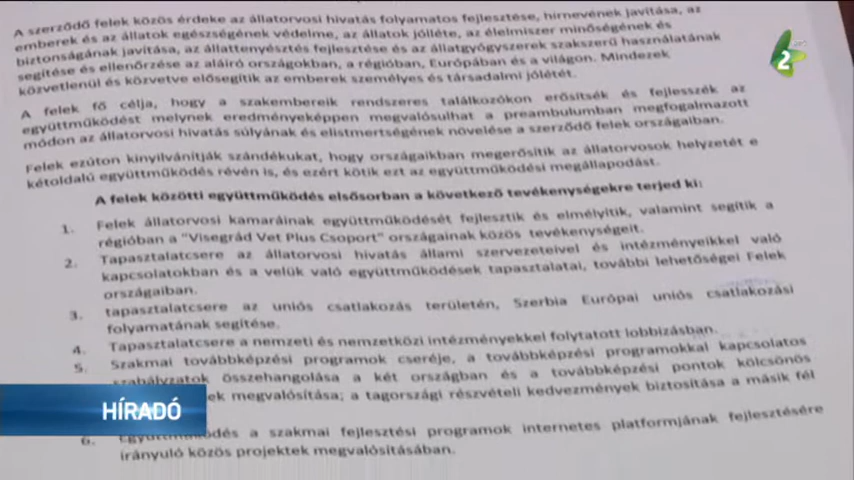 A szerződő felek közös érdeke az állatorvosi hivatás folyamatos fejlesztése, hírnevének javítása, az
emberek és az állatok egészségének védelme, az állatok jólléte, az élelmiszer minőségének és
biztonságának javítása, az állattenyésztés fejlesztése és az állatgyógyszerek szakszerű használatának
segítése és ellenőrzése az aláíró országokban, a régióban, Európában és a világon. Mindezek
közvetlenül és közvetve elősegítik az emberek személyes és társadalmi jólétét.
A felek fő célja, hogy a szakembereik rendszeres találkozókon erősítsék és fejlesszék az
együttműködést melynek eredményeképpen megvalósulhat a preambulumban megfogalmazott
módon az állatorvosi hivatás súlyának és elismertségének növelése a szerződő felek országaiban.
Felek ezúton kinyilvánítják szándékukat, hogy országaikban megerősítik az állatorvosok helyzetét e
kétoldalú együttműködés révén is, és ezért kötik ezt az együttműködési megállapodást.
A felek közötti együttműködés elsősorban a következő tevékenységekre terjed ki:
1. Felek állatorvosi kamaráinak együttműködését fejlesztik és elmélyítik, valamint segítik a
régióban a "Visegrád Vet Plus Csoport" országainak közös tevékenységeit.
2. Tapasztalatcsere az állatorvosi hivatás állami szervezeteivel és intézményeikkel való
kapcsolatokban és a velük való együttműködések tapasztalatai, további lehetőségei Felek
országaiban.
3. tapasztalatcsere az uniós csatlakozás területén, Szerbia Európai uniós csatlakozási
folyamatának segítése.
4. Tapasztalatcsere a nemzeti és nemzetközi intézményekkel folytatott lobbizásban.
5. Szakmai továbbképzési programok cseréje, a továbbképzési programokkal kapcsolatos
szabályzatok összehangolása a két országban és a továbbképzési pontok kölcsönös
megvalósítása; a tagországi részvételi kedvezmények biztosítása a másik fél
6. Együttműködés a szakmai fejlesztési programok internetes platformjának fejlesztésére
irányuló közös projektek megvalósításában.
HÍRADÓ
2